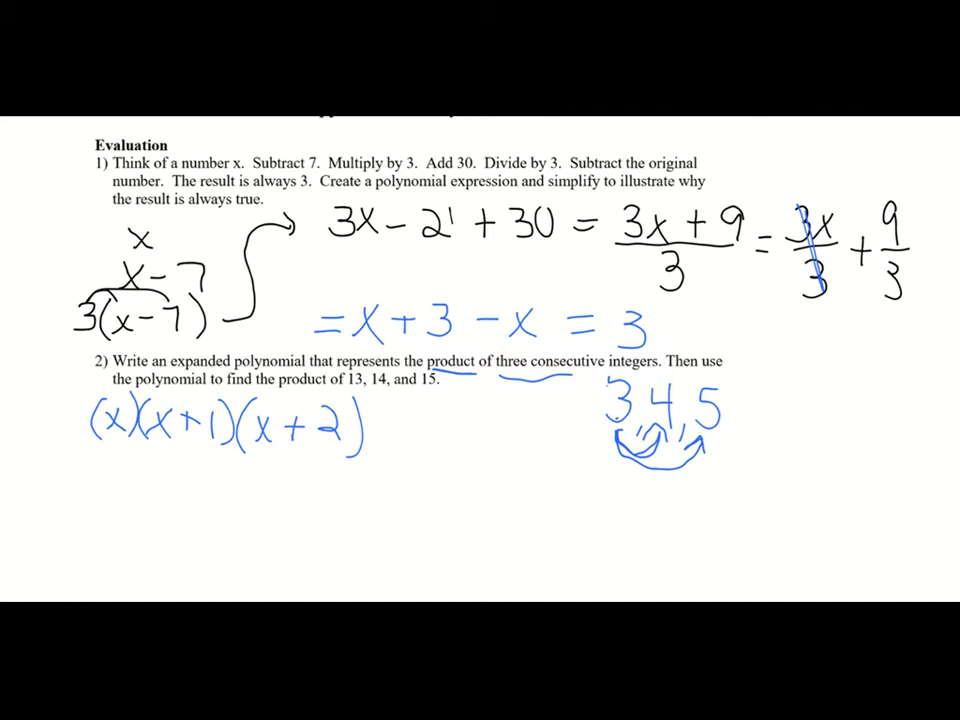 Evaluation
1) Think of a number x. Subtract 7. Multiply by 3. Add 30. Divide by 3. Subtract the original
number. The result is always 3. Create a polynomial expression and simplify to illustrate why
the result is always true.
3x - 21 + 30 = 3x + 9 / 3 = 3x / 3 + 9 / 3
x
x - 7
3(x - 7)
= x + 3 - x = 3
2) Write an expanded polynomial that represents the product of three consecutive integers. Then use
the polynomial to find the product of 13, 14, and 15.
(x)(x + 1)(x + 2)
3, 4, 5